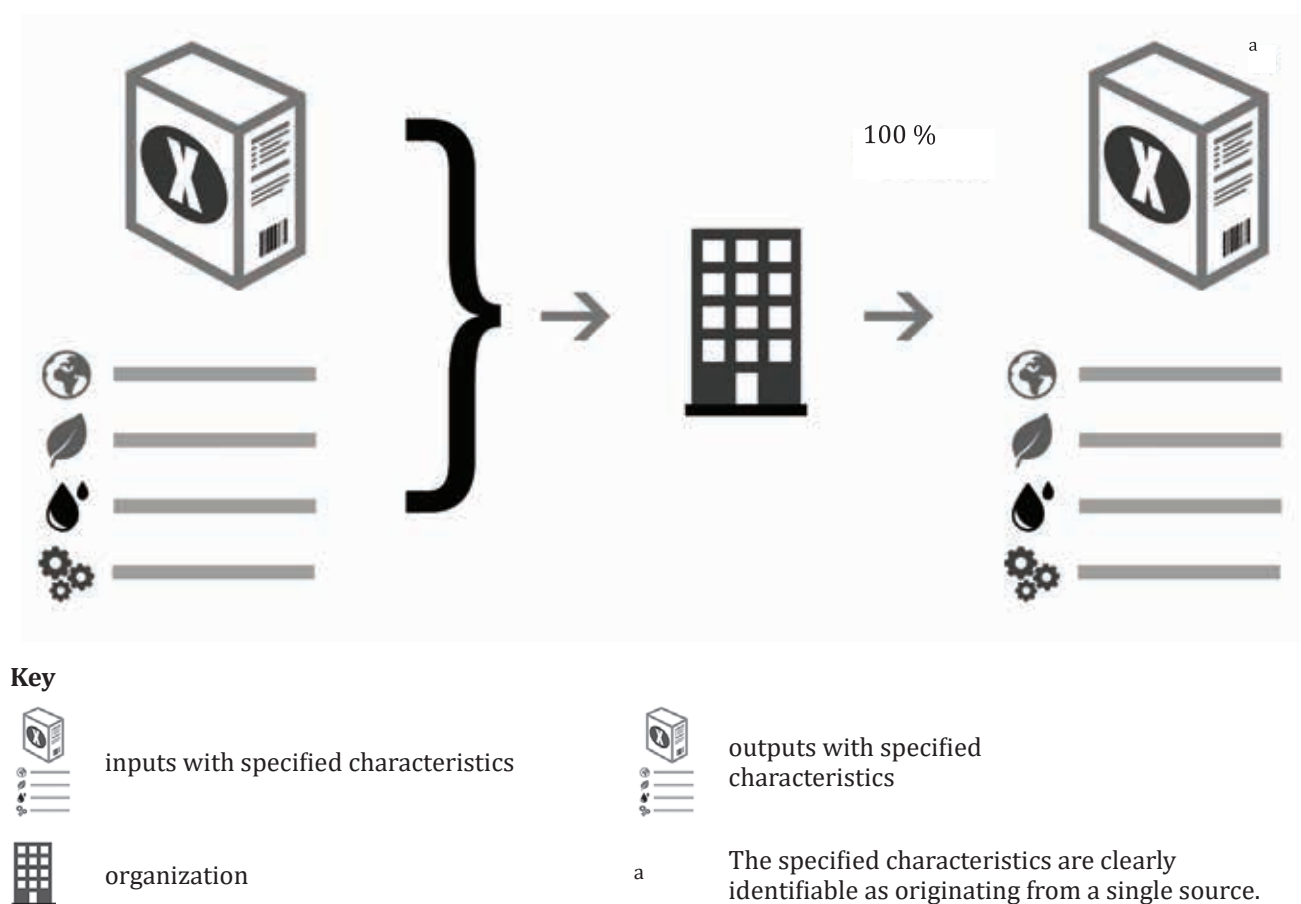 a
100 %
X
X
Key
inputs with specified characteristics
outputs with specified
characteristics
organization
a
The specified characteristics are clearly
identifiable as originating from a single source.